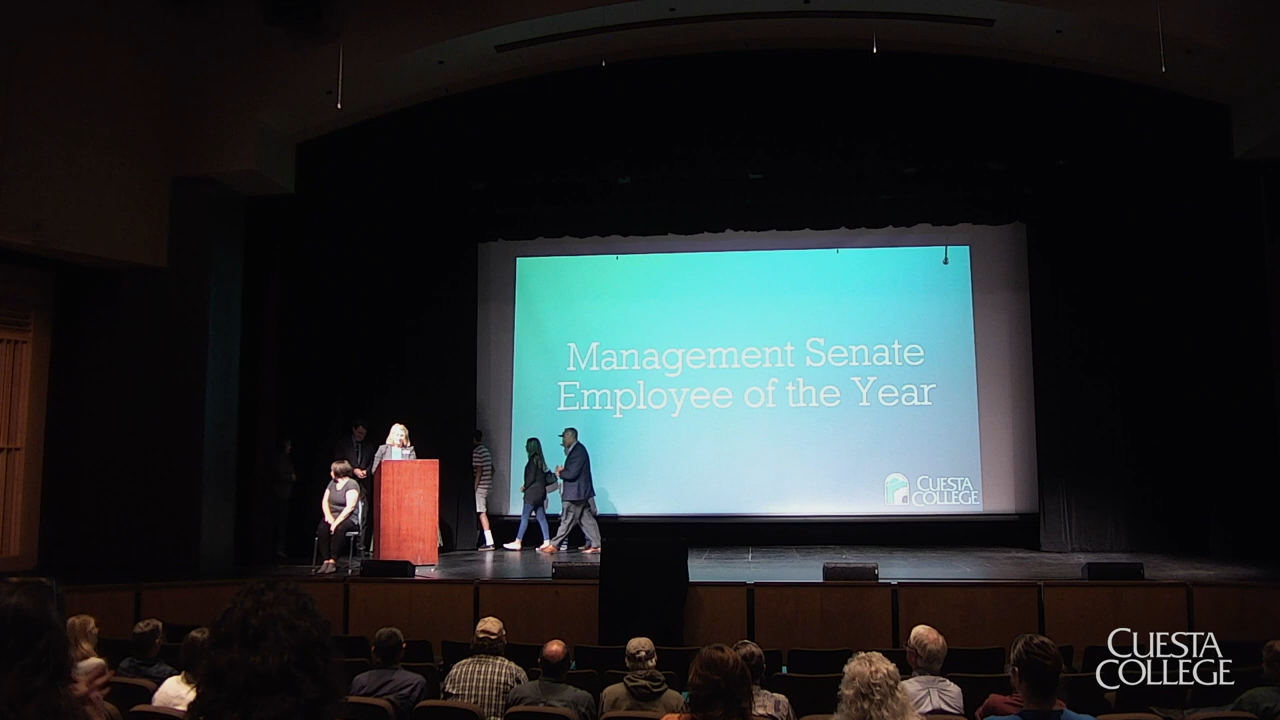 Management Senate
Employee of the Year
CUESTA
COLLEGE
CUESTA
COLLEGE